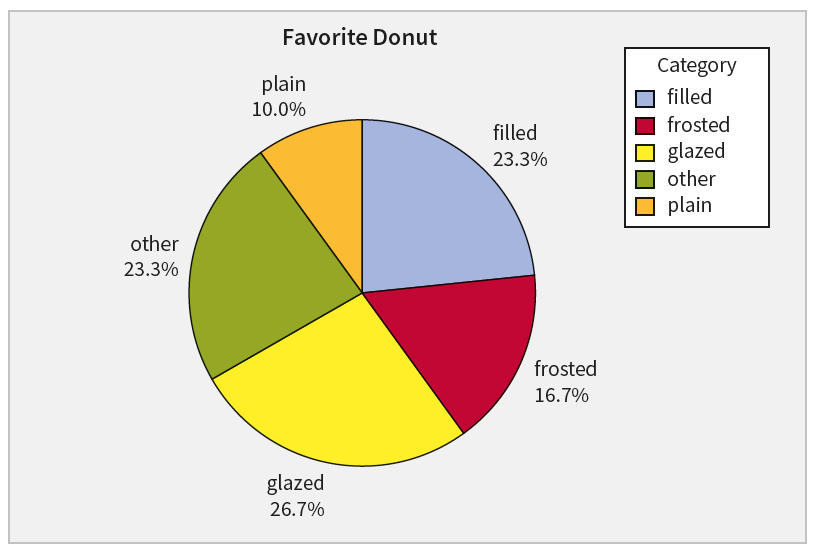 Favorite Donut
Category
filled
frosted
glazed
other
plain
plain
10.0%
filled
23.3%
other
23.3%
frosted
16.7%
glazed
26.7%